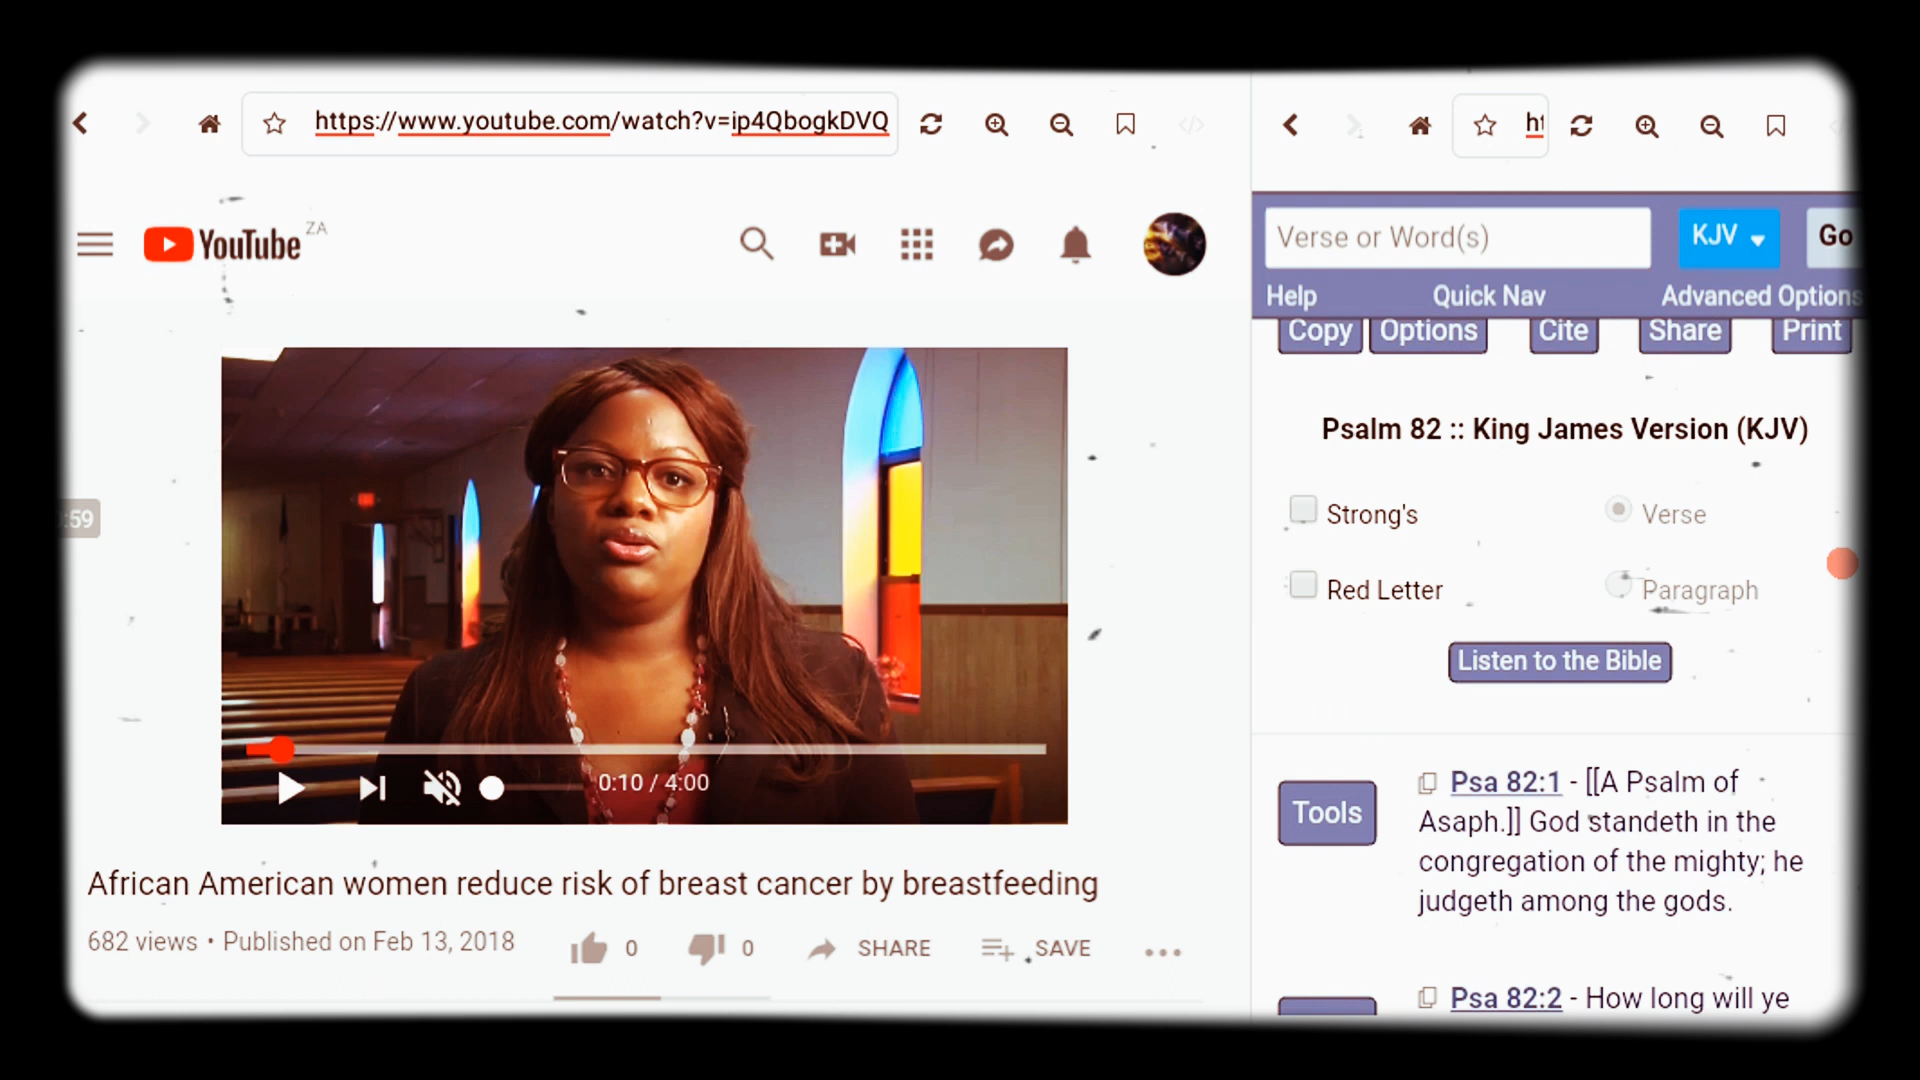 https://www.youtube.com/watch?v=ip4QbogkDVQ
YouTube ZA
:59
0:10 / 4:00
African American women reduce risk of breast cancer by breastfeeding
682 views • Published on Feb 13, 2018
0
0
SHARE
SAVE
Verse or Word(s)
KJV
Go
Help
Quick Nav
Advanced Options
Copy
Options
Cite
Share
Print
Psalm 82 :: King James Version (KJV)
Strong's
Verse
Red Letter
Paragraph
Listen to the Bible
Tools
Psa 82:1 - [[A Psalm of
Asaph.]] God standeth in the
congregation of the mighty; he
judgeth among the gods.
Psa 82:2 - How long will ye